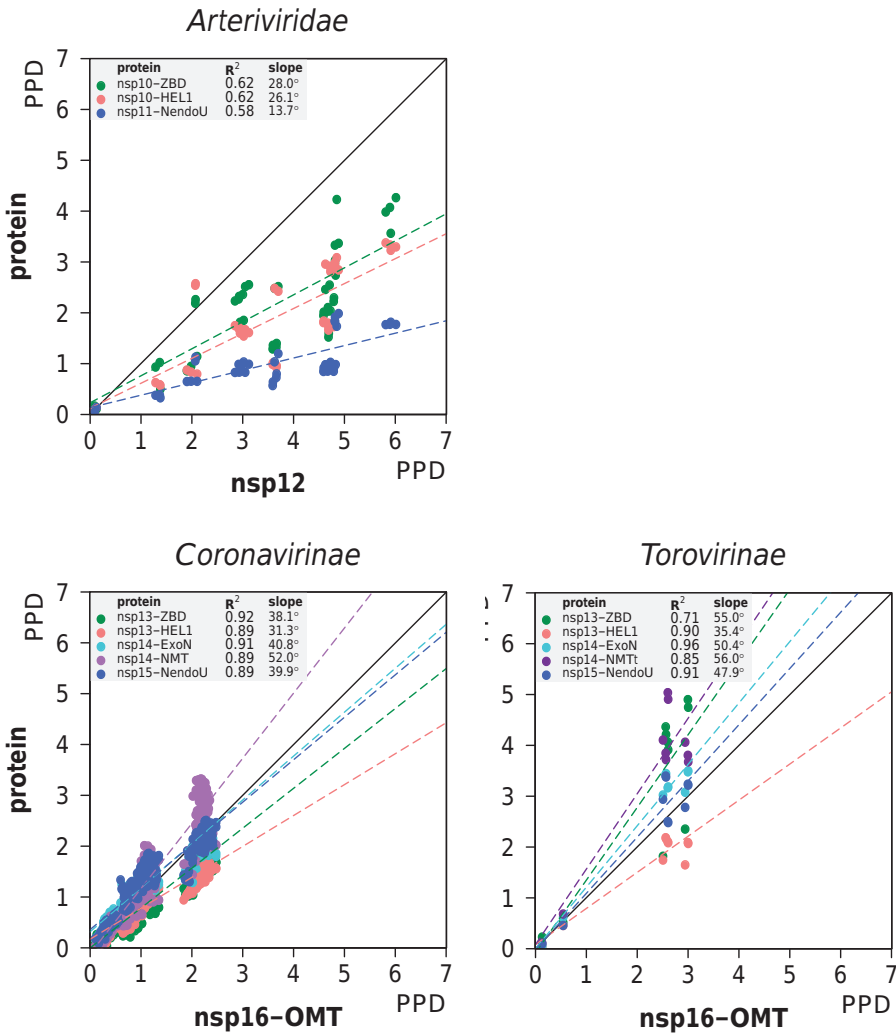 Arteriviridae
7
6
5
4
3
2
1
0
PPD
protein
protein R² slope
nsp10–ZBD 0.62 28.0°
nsp10–HEL1 0.62 26.1°
nsp11–NendoU 0.58 13.7°
0 1 2 3 4 5 6 7
nsp12 PPD
Coronavirinae
7
6
5
4
3
2
1
0
PPD
protein
protein R² slope
nsp13–ZBD 0.92 38.1°
nsp13–HEL1 0.89 31.3°
nsp14–ExoN 0.91 40.8°
nsp14–NMT 0.89 52.0°
nsp15–NendoU 0.89 39.9°
0 1 2 3 4 5 6 7
nsp16–OMT PPD
Torovirinae
7
6
5
4
3
2
1
0
protein R² slope
nsp13–ZBD 0.71 55.0°
nsp13–HEL1 0.90 35.4°
nsp14–ExoN 0.96 50.4°
nsp14–NMTt 0.85 56.0°
nsp15–NendoU 0.91 47.9°
0 1 2 3 4 5 6 7
nsp16–OMT PPD